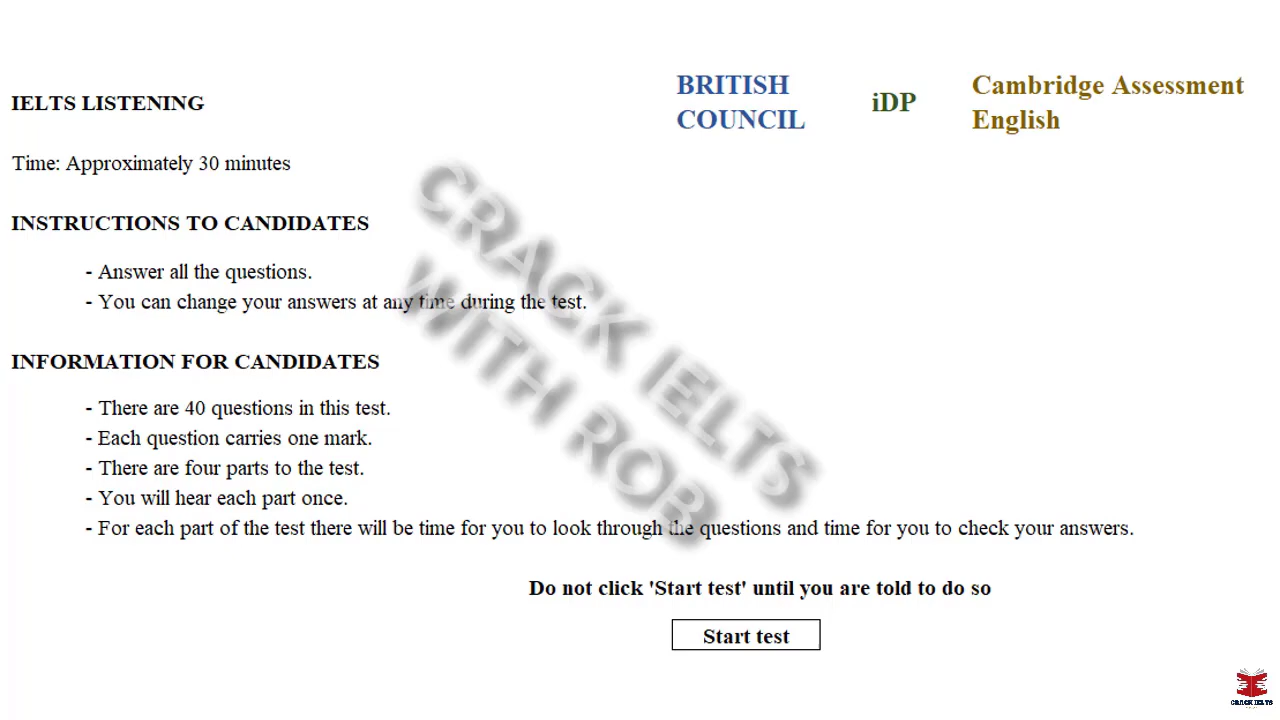 IELTS LISTENING
BRITISH
COUNCIL
iDP
Cambridge Assessment
English
Time: Approximately 30 minutes
INSTRUCTIONS TO CANDIDATES
- Answer all the questions.
- You can change your answers at any time during the test.
INFORMATION FOR CANDIDATES
- There are 40 questions in this test.
- Each question carries one mark.
- There are four parts to the test.
- You will hear each part once.
- For each part of the test there will be time for you to look through the questions and time for you to check your answers.
Do not click 'Start test' until you are told to do so
Start test
CRACK IELTS
WITH ROB
CRACK IELTS